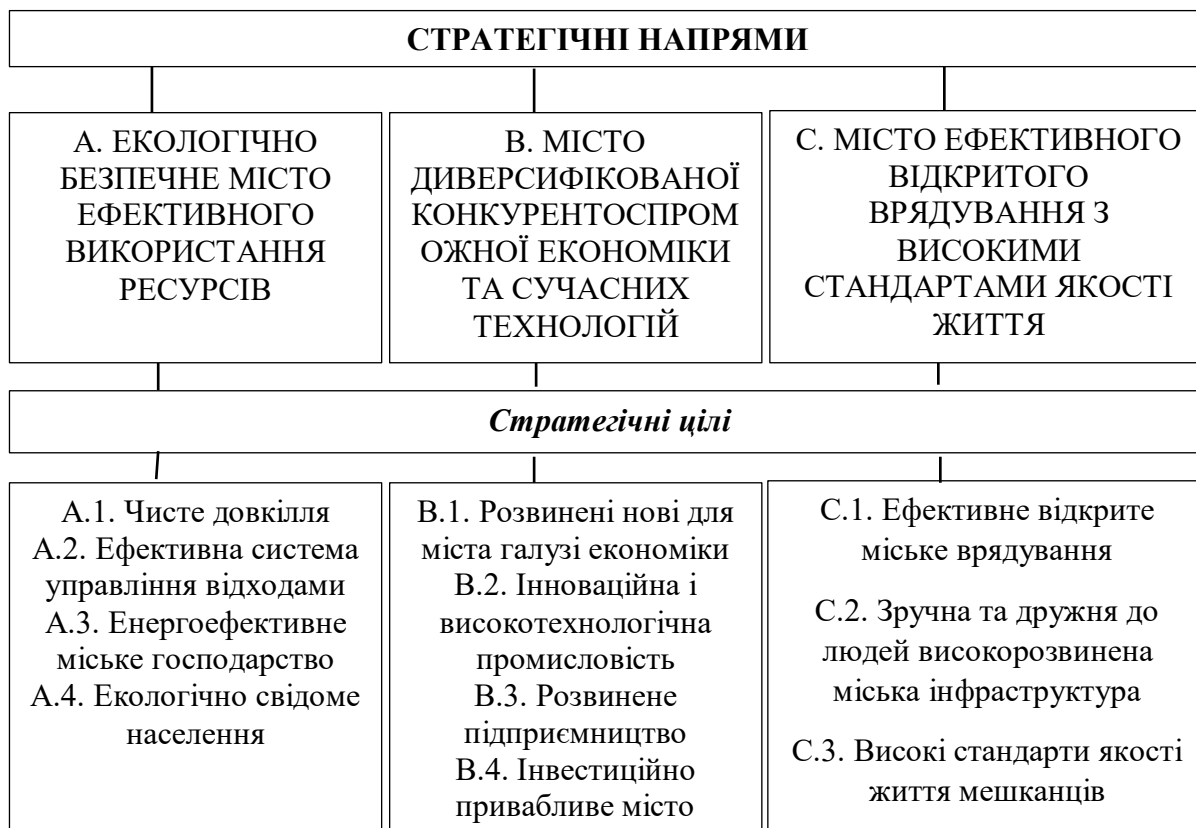 СТРАТЕГІЧНІ НАПРЯМИ
А. ЕКОЛОГІЧНО
БЕЗПЕЧНЕ МІСТО
ЕФЕКТИВНОГО
ВИКОРИСТАННЯ
РЕСУРСІВ
В. МІСТО
ДИВЕРСИФІКОВАНОЇ
КОНКУРЕНТОСПРОМ
ОЖНОЇ ЕКОНОМІКИ
ТА СУЧАСНИХ
ТЕХНОЛОГІЙ
С. МІСТО ЕФЕКТИВНОГО
ВІДКРИТОГО
ВРЯДУВАННЯ З
ВИСОКИМИ
СТАНДАРТАМИ ЯКОСТІ
ЖИТТЯ
Стратегічні цілі
А.1. Чисте довкілля
А.2. Ефективна система
управління відходами
А.3. Енергоефективне
міське господарство
А.4. Екологічно свідоме
населення
В.1. Розвинені нові для
міста галузі економіки
В.2. Інноваційна і
високотехнологічна
промисловість
В.3. Розвинене
підприємництво
В.4. Інвестиційно
привабливе місто
С.1. Ефективне відкрите
міське врядування
С.2. Зручна та дружня до
людей високорозвинена
міська інфраструктура
С.3. Високі стандарти якості
життя мешканців